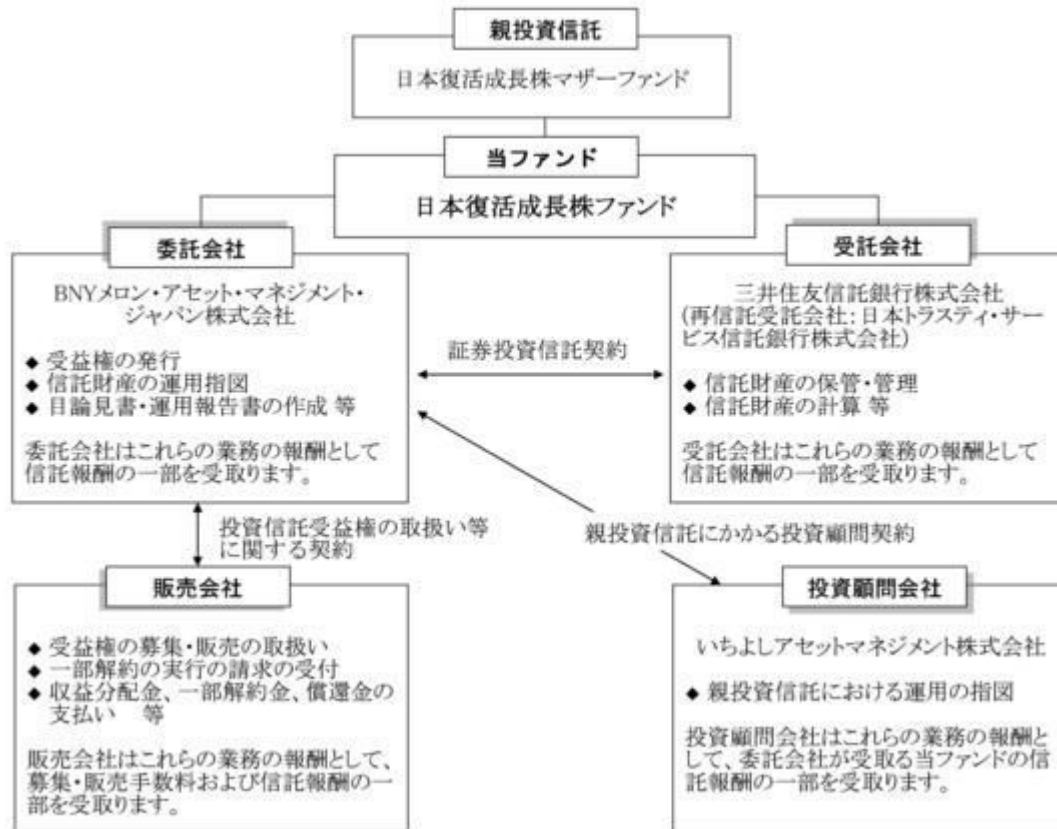 親投資信託
日本復活成長株マザーファンド
当ファンド
日本復活成長株ファンド
委託会社
BNYメロン・アセット・マネジメント・
ジャパン株式会社
◆ 受益権の発行
◆ 信託財産の運用指図
◆ 目論見書・運用報告書の作成 等
委託会社はこれらの業務の報酬として
信託報酬の一部を受取ります。
証券投資信託契約
受託会社
三井住友信託銀行株式会社
(再信託受託会社:日本トラスティ・サー
ビス信託銀行株式会社)
◆ 信託財産の保管・管理
◆ 信託財産の計算 等
受託会社はこれらの業務の報酬として
信託報酬の一部を受取ります。
投資信託受益権の取扱い等
に関する契約
親投資信託にかかる投資顧問契約
販売会社
◆ 受益権の募集・販売の取扱い
◆ 一部解約の実行の請求の受付
◆ 収益分配金、一部解約金、償還金の
支払い 等
販売会社はこれらの業務の報酬として、
募集・販売手数料および信託報酬の一
部を受取ります。
投資顧問会社
いちよしアセットマネジメント株式会社
◆ 親投資信託における運用の指図
投資顧問会社はこれらの業務の報酬と
して、委託会社が受取る当ファンドの信
託報酬の一部を受取ります。